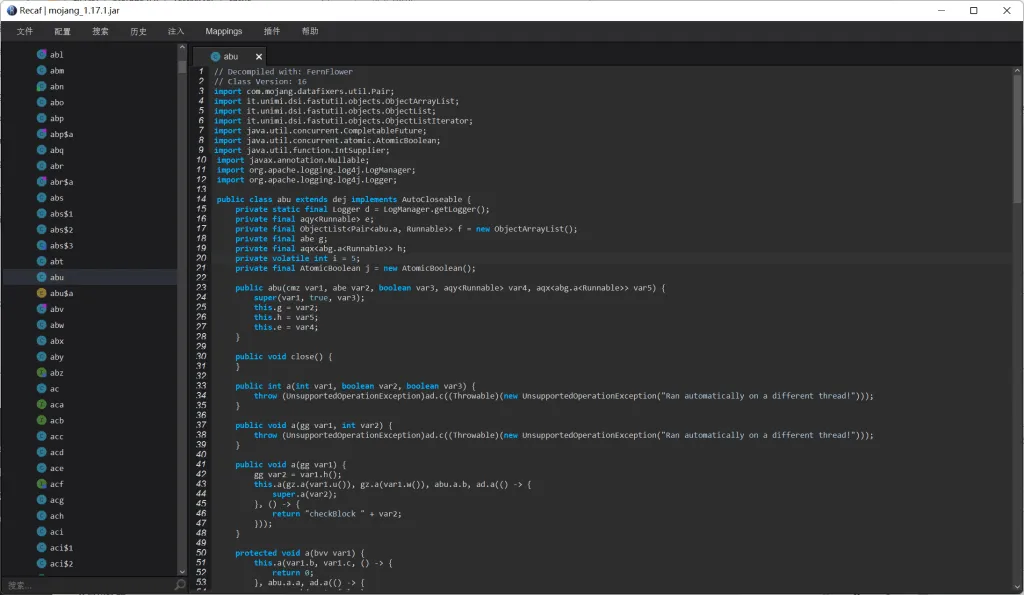 Recaf | mojang_1.17.1.jar
文件 配置 搜索 历史 注入 Mappings 插件 帮助
abl
abm
abn
abo
abp
abp$a
abq
abr
abr$a
abs
abs$1
abs$2
abs$3
abt
abu
abu$a
abv
abw
abx
aby
abz
ac
aca
acb
acc
acd
ace
acf
acg
ach
aci
aci$1
aci$2
搜索...
abu
1 // Decompiled with: FernFlower
2 // Class Version: 16
3 import com.mojang.datafixers.util.Pair;
4 import it.unimi.dsi.fastutil.objects.ObjectArrayList;
5 import it.unimi.dsi.fastutil.objects.ObjectList;
6 import it.unimi.dsi.fastutil.objects.ObjectListIterator;
7 import java.util.concurrent.CompletableFuture;
8 import java.util.concurrent.atomic.AtomicBoolean;
9 import java.util.function.IntSupplier;
10 import javax.annotation.Nullable;
11 import org.apache.logging.log4j.LogManager;
12 import org.apache.logging.log4j.Logger;
13
14 public class abu extends dej implements AutoCloseable {
15 private static final Logger d = LogManager.getLogger();
16 private final aqy<Runnable> e;
17 private final ObjectList<Pair<abu.a, Runnable>> f = new ObjectArrayList();
18 private final abe g;
19 private final aqx<abg.a<Runnable>> h;
20 private volatile int i = 5;
21 private final AtomicBoolean j = new AtomicBoolean();
22
23 public abu(cmz var1, abe var2, boolean var3, aqy<Runnable> var4, aqx<abg.a<Runnable>> var5) {
24 super(var1, true, var3);
25 this.g = var2;
26 this.h = var5;
27 this.e = var4;
28 }
29
30 public void close() {
31 }
32
33 public int a(int var1, boolean var2, boolean var3) {
34 throw (UnsupportedOperationException)ad.c((Throwable)(new UnsupportedOperationException("Ran automatically on a different thread!")));
35 }
36
37 public void a(gg var1, int var2) {
38 throw (UnsupportedOperationException)ad.c((Throwable)(new UnsupportedOperationException("Ran automatically on a different thread!")));
39 }
40
41 public void a(gg var1) {
42 gg var2 = var1.h();
43 this.a(gz.a(var1.u()), gz.a(var1.w()), abu.a.b, ad.a(() -> {
44 super.a(var2);
45 }, () -> {
46 return "checkBlock " + var2;
47 }));
48 }
49
50 protected void a(bvv var1) {
51 this.a(var1.b, var1.c, () -> {
52 return 0;
53 }, abu.a.a, ad.a(() -> {